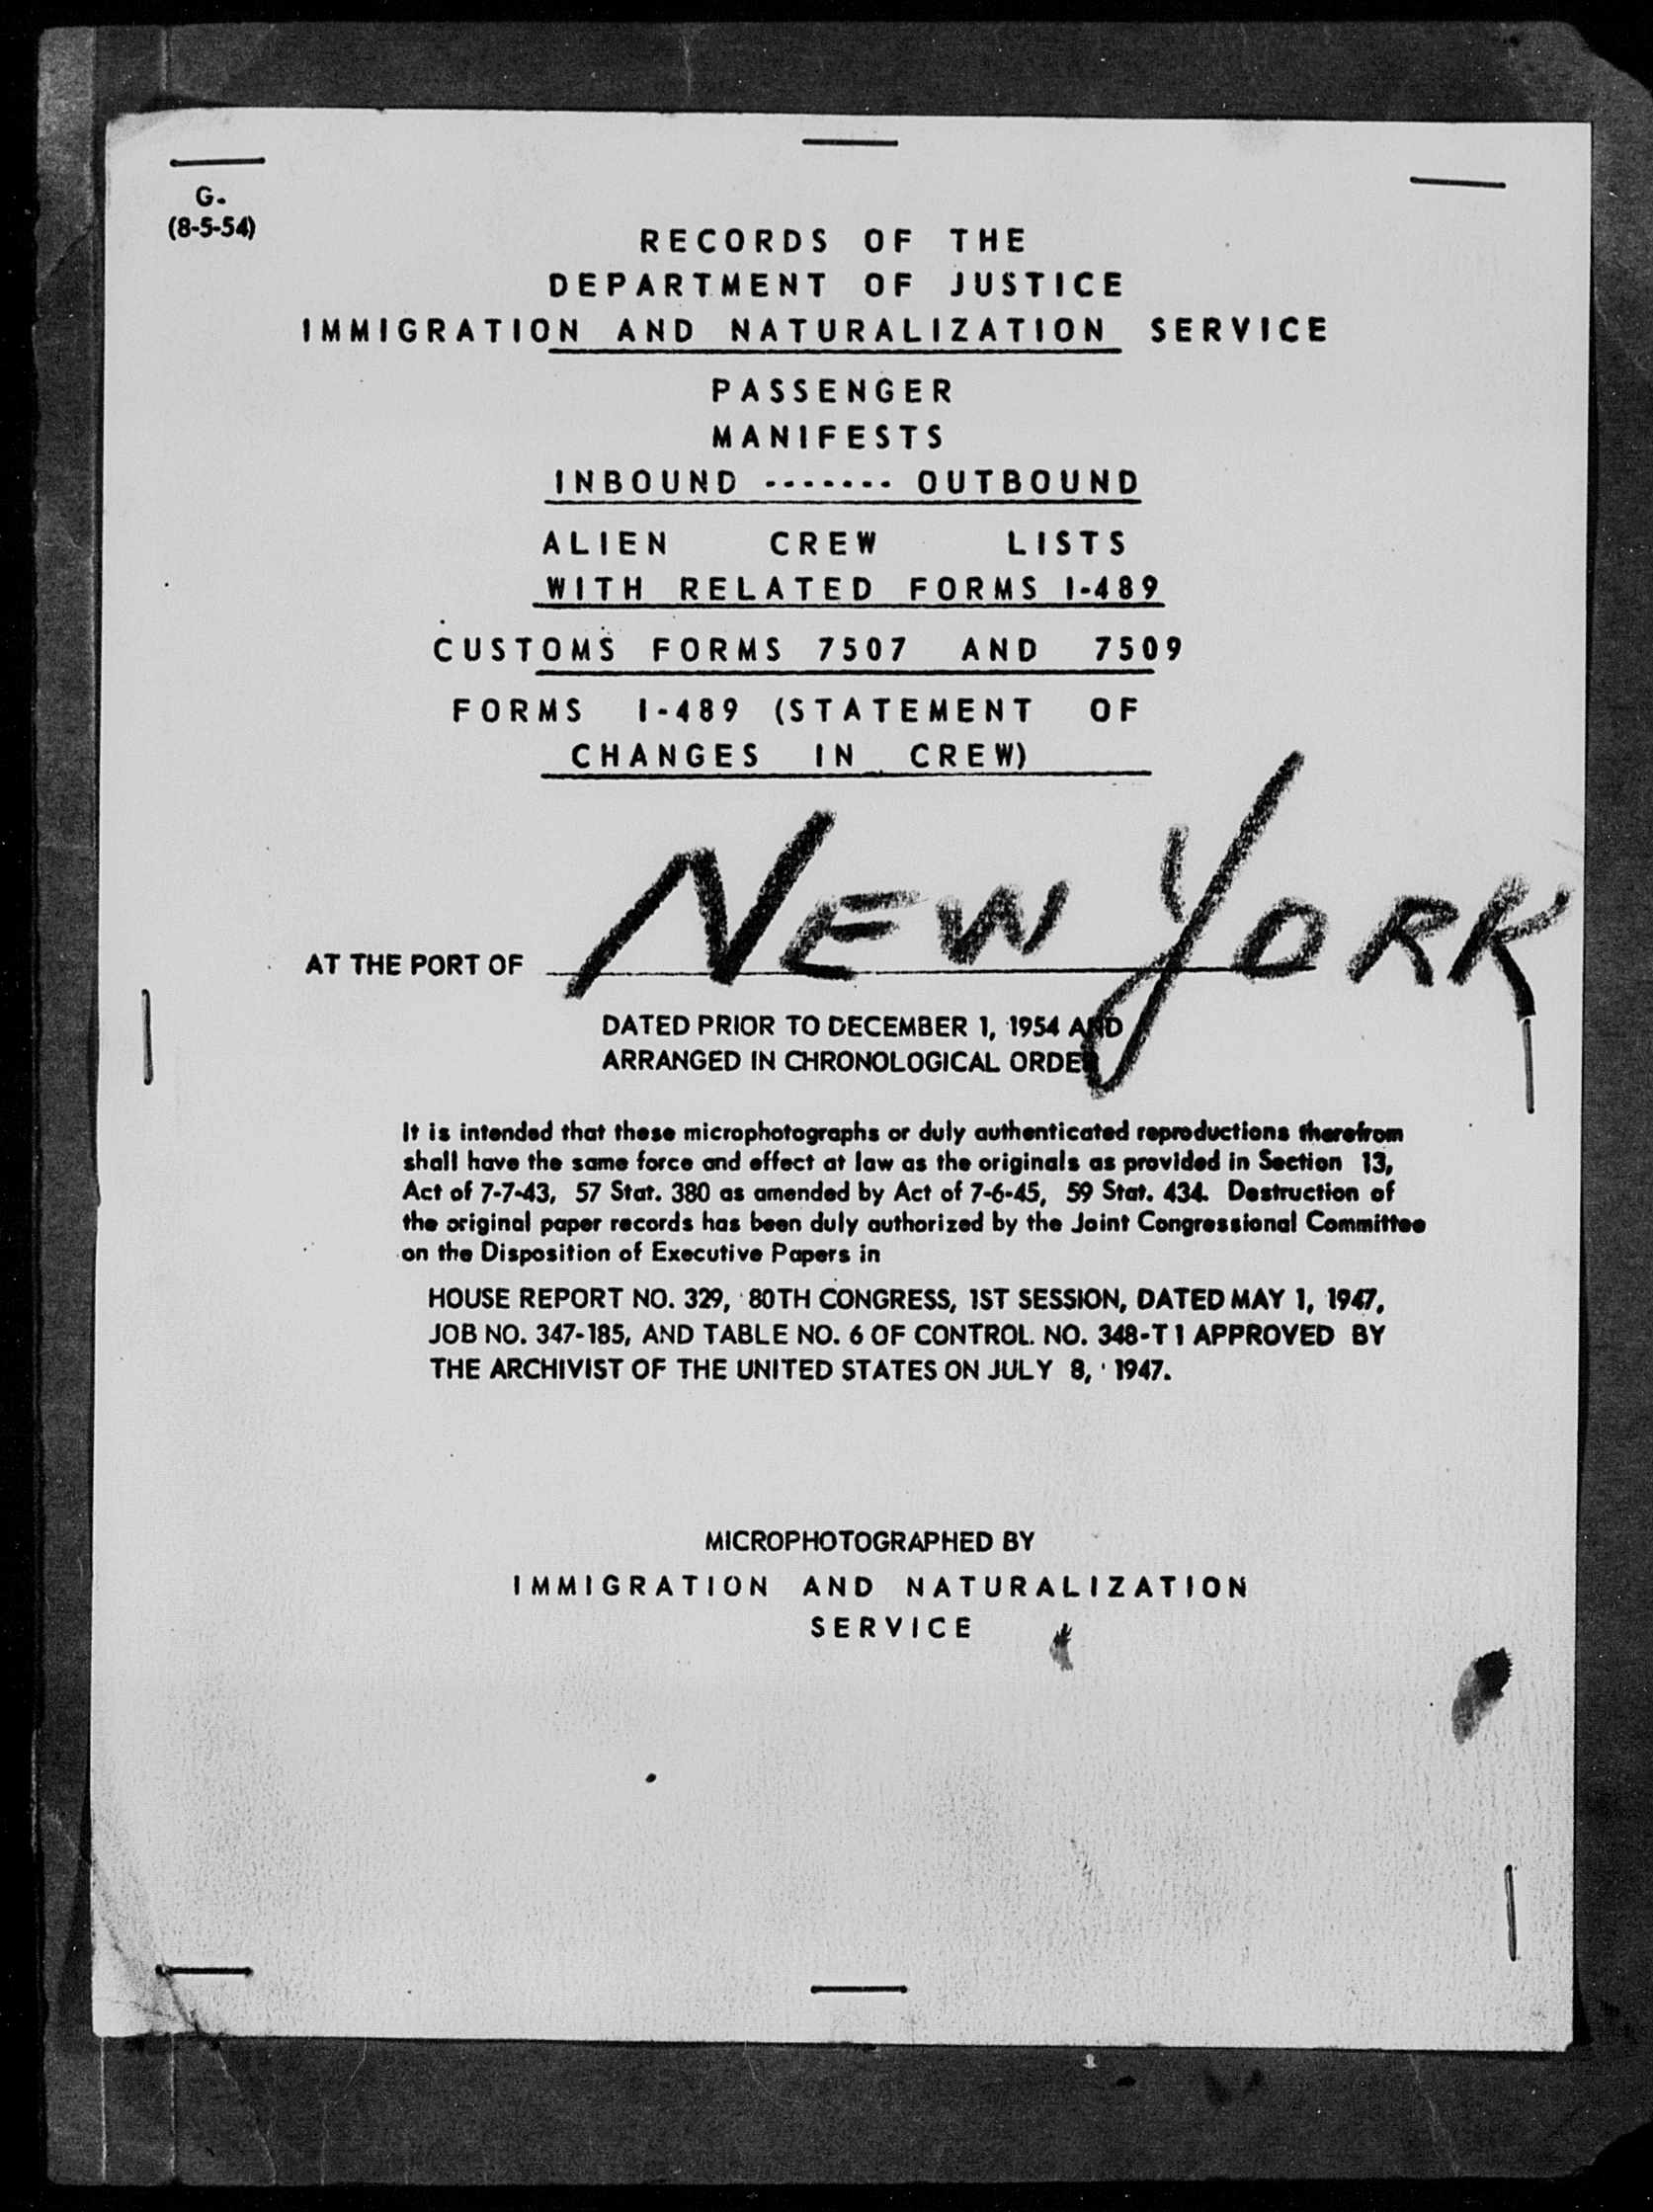 G.
(8-5-54)
RECORDS OF THE
DEPARTMENT OF JUSTICE
IMMIGRATION AND NATURALIZATION SERVICE
PASSENGER
MANIFESTS
INBOUND ------- OUTBOUND
ALIEN CREW LISTS
WITH RELATED FORMS I-489
CUSTOMS FORMS 7507 AND 7509
FORMS I-489 (STATEMENT OF
CHANGES IN CREW)
AT THE PORT OF NEW YORK
DATED PRIOR TO DECEMBER 1, 1954 AND
ARRANGED IN CHRONOLOGICAL ORDER
It is intended that these microphotographs or duly authenticated reproductions therefrom
shall have the same force and effect at law as the originals as provided in Section 13,
Act of 7-7-43, 57 Stat. 380 as amended by Act of 7-6-45, 59 Stat. 434. Destruction of
the original paper records has been duly authorized by the Joint Congressional Committee
on the Disposition of Executive Papers in
HOUSE REPORT NO. 329, 80TH CONGRESS, 1ST SESSION, DATED MAY 1, 1947,
JOB NO. 347-185, AND TABLE NO. 6 OF CONTROL. NO. 348-T1 APPROVED BY
THE ARCHIVIST OF THE UNITED STATES ON JULY 8, 1947.
MICROPHOTOGRAPHED BY
IMMIGRATION AND NATURALIZATION
SERVICE